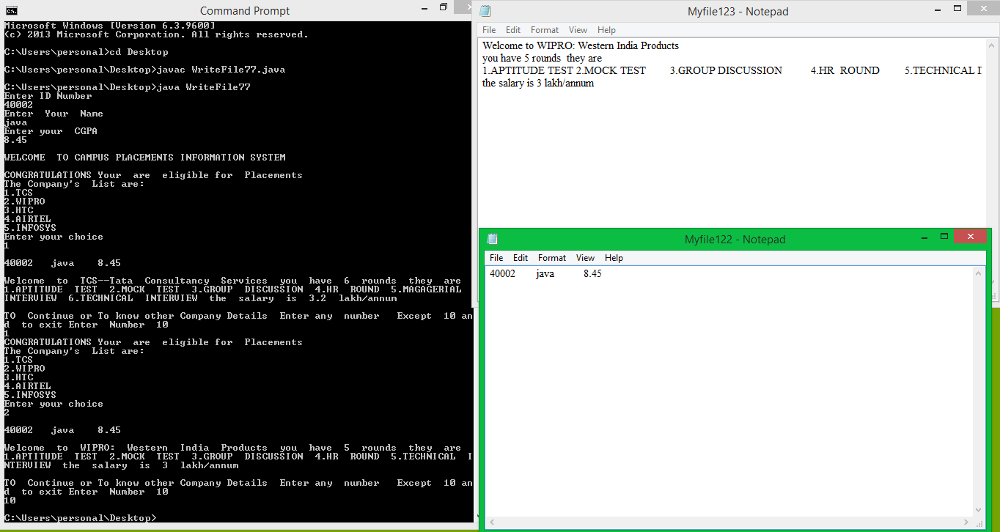 Command Prompt
Microsoft Windows [Version 6.3.9600]
(c) 2013 Microsoft Corporation. All rights reserved.
C:\Users\personal>cd Desktop
C:\Users\personal\Desktop>javac WriteFile77.java
C:\Users\personal\Desktop>java WriteFile77
Enter ID Number
40002
Enter  Your  Name
java
Enter your  CGPA
8.45
WELCOME  TO CAMPUS PLACEMENTS INFORMATION SYSTEM
CONGRATULATIONS Your  are  eligible for  Placements
The Company's  List are:
1.TCS
2.WIPRO
3.HTC
4.AIRTEL
5.INFOSYS
Enter your choice
1
40002   java    8.45
Welcome  to  TCS--Tata  Consultancy  Services  you  have  6  rounds  they  are
1.APTITUDE  TEST  2.MOCK  TEST  3.GROUP  DISCUSSION  4.HR  ROUND  5.MAGAGERIAL
INTERVIEW  6.TECHNICAL  INTERVIEW  the  salary  is  3.2  lakh/annum
TO  Continue or To know other Company Details  Enter any  number   Except  10 an
d  to exit Enter  Number  10
1
CONGRATULATIONS Your  are  eligible for  Placements
The Company's  List are:
1.TCS
2.WIPRO
3.HTC
4.AIRTEL
5.INFOSYS
Enter your choice
2
40002   java    8.45
Welcome  to  WIPRO:  Western  India  Products  you  have  5  rounds  they  are
1.APTITUDE  TEST  2.MOCK  TEST  3.GROUP  DISCUSSION  4.HR  ROUND  5.TECHNICAL  I
NTERVIEW  the  salary  is  3  lakh/annum
TO  Continue or To know other Company Details  Enter any  number   Except  10 an
d  to exit Enter  Number  10
10
C:\Users\personal\Desktop>
Myfile123 - Notepad
File Edit Format View Help
Welcome to WIPRO: Western India Products
you have 5 rounds  they are
1.APTITUDE TEST 2.MOCK TEST 3.GROUP DISCUSSION 4.HR  ROUND 5.TECHNICAL I
the salary is 3 lakh/annum
Myfile122 - Notepad
File Edit Format View Help
40002 java 8.45